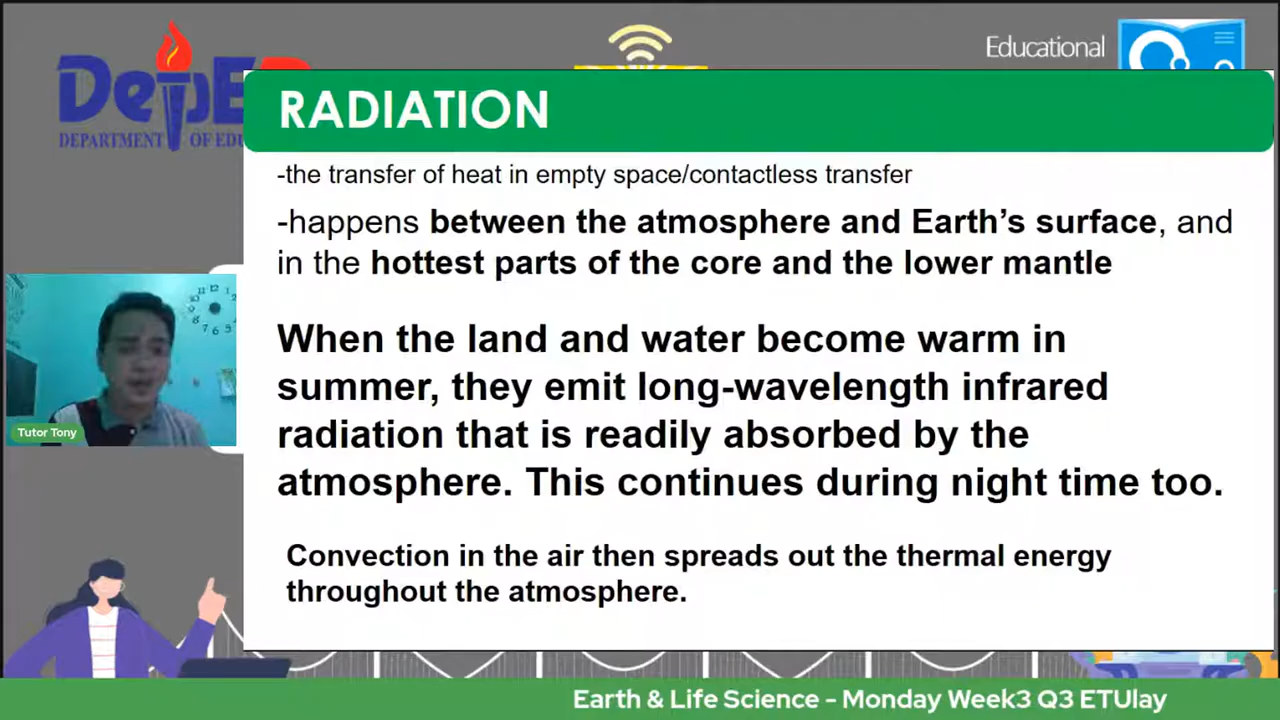 DepE
DEPARTMENT OF EDU
Educational
RADIATION
-the transfer of heat in empty space/contactless transfer
-happens between the atmosphere and Earth’s surface, and
in the hottest parts of the core and the lower mantle
When the land and water become warm in
summer, they emit long-wavelength infrared
radiation that is readily absorbed by the
atmosphere. This continues during night time too.
Convection in the air then spreads out the thermal energy
throughout the atmosphere.
Tutor Tony
Earth & Life Science - Monday Week3 Q3 ETUlay